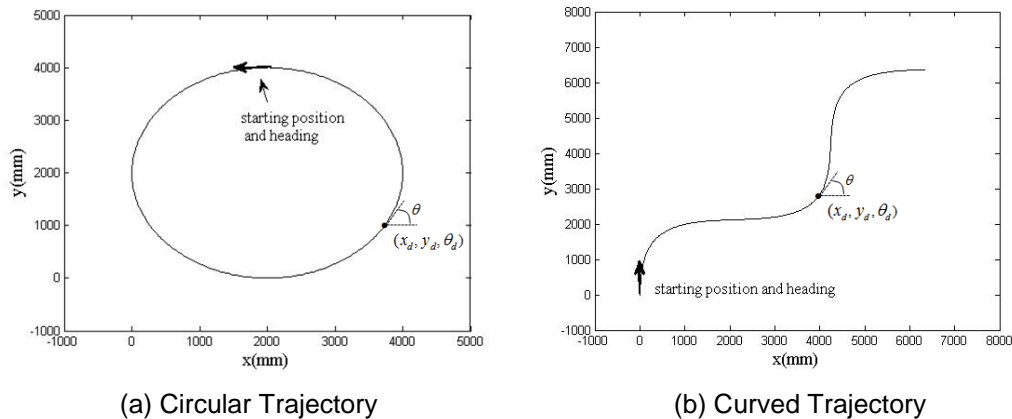 5000
4000
3000
2000
1000
0
-1000
-1000 0 1000 2000 3000 4000 5000
y(mm)
x(mm)
starting position
and heading
θ
(x_d, y_d, θ_d)
(a) Circular Trajectory
8000
7000
6000
5000
4000
3000
2000
1000
0
-1000
-1000 0 1000 2000 3000 4000 5000 6000 7000 8000
y(mm)
x(mm)
θ
(x_d, y_d, θ_d)
starting position and heading
(b) Curved Trajectory